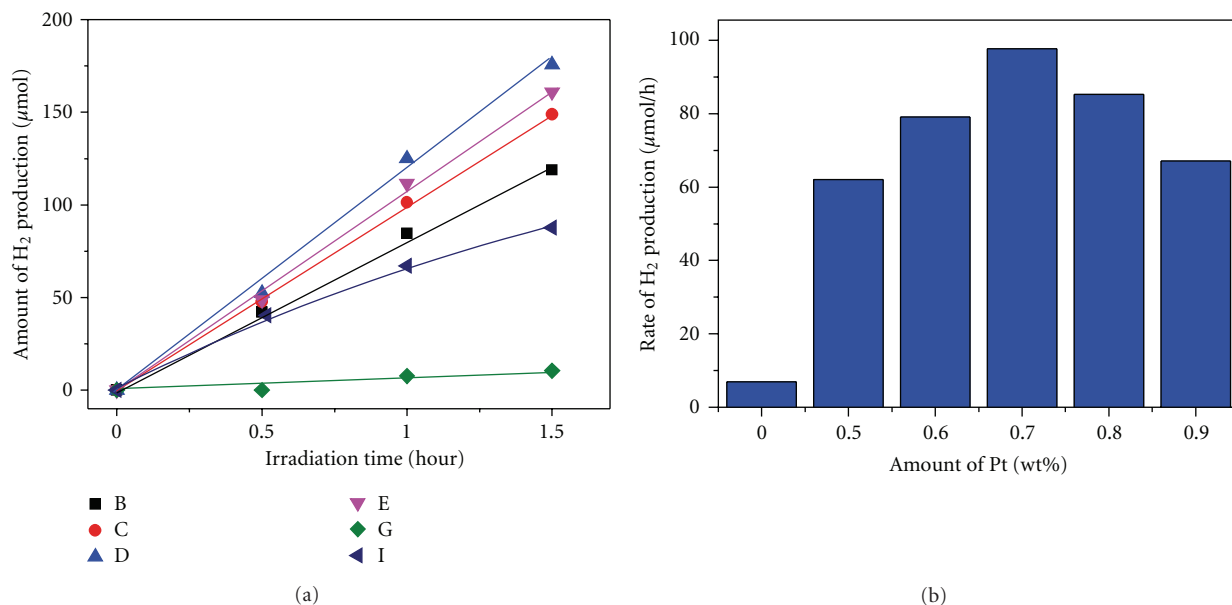 200
150
100
50
0
Amount of H2 production (μmol)
0
0.5
1
1.5
Irradiation time (hour)
B
C
D
E
G
I
(a)
100
80
60
40
20
0
Rate of H2 production (μmol/h)
0
0.5
0.6
0.7
0.8
0.9
Amount of Pt (wt%)
(b)